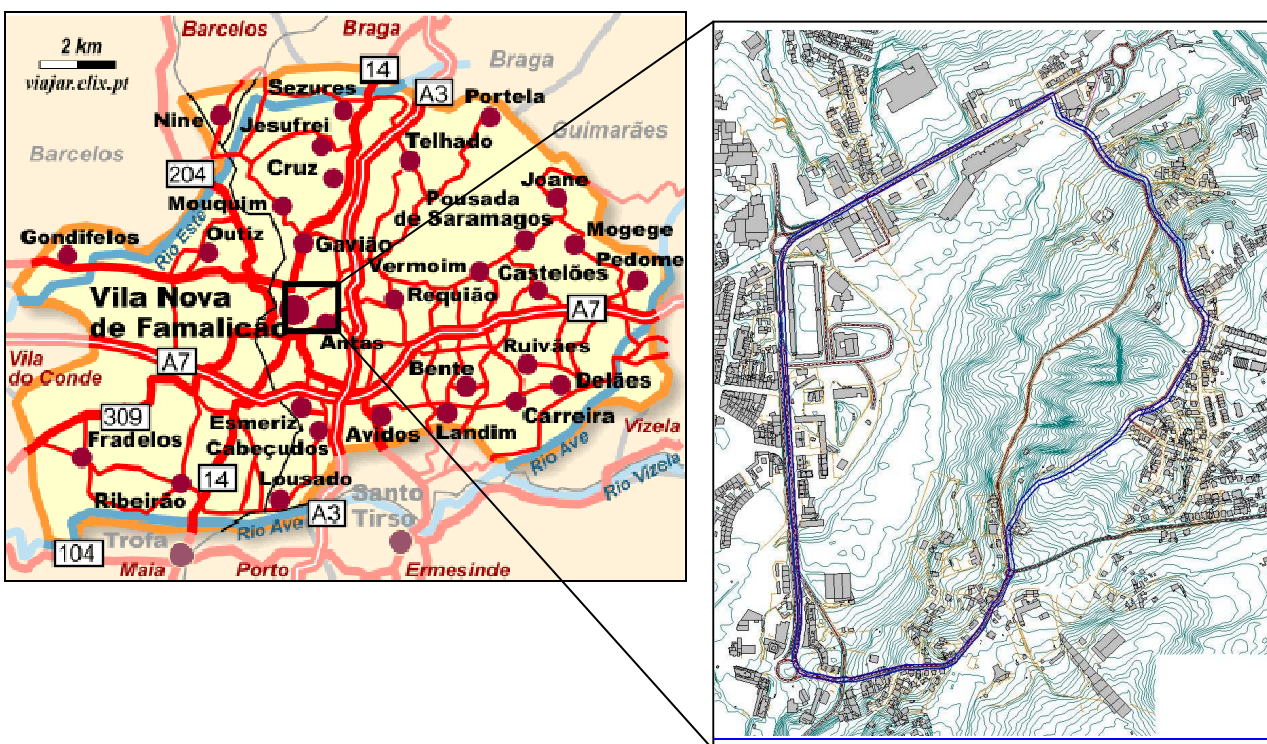 Barcelos
Braga
2 km
viajar.clix.pt
14
Braga
Sezures
A3
Portela
Nine
Jesufrei
Guimarães
Telhado
Barcelos
Cruz
204
Joane
Mouquim
Pousada
de Saramagos
Rio Este
Outiz
Gondifelos
Gavião
Mogege
Vermoim
Castelões
Pedome
Vila Nova
de Famalicão
Requião
A7
Antas
Ruivães
Vila
do Conde
A7
Bente
Delães
309
Esmeriz
Carreira
Fradelos
Cabeçudos
Avidos
Landim
Vizela
Rio Ave
14
Lousado
Rio Vizela
Ribeirão
Santo
Tirso
A3
Rio Ave
104
Trofa
Maia
Porto
Ermesinde